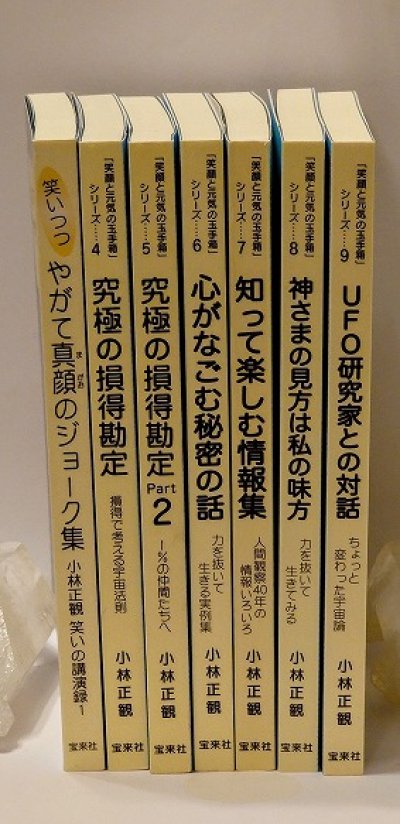 笑いつつ やがて真顔のジョーク集
まがお
小林正観 笑いの講演録1
宝来社
「笑顔と元気の玉手箱」
シリーズ……4
究極の損得勘定
損得で考える宇宙法則
小林正観
宝来社
「笑顔と元気の玉手箱」
シリーズ……5
究極の損得勘定 Part 2
1%の仲間たちへ
小林正観
宝来社
「笑顔と元気の玉手箱」
シリーズ……6
心がなごむ秘密の話
力を抜いて
生きる実例集
小林正観
宝来社
「笑顔と元気の玉手箱」
シリーズ……7
知って楽しむ情報集
人間観察40年の
情報いろいろ
小林正観
宝来社
「笑顔と元気の玉手箱」
シリーズ……8
神さまの見方は私の味方
力を抜いて
生きてみる
小林正観
宝来社
「笑顔と元気の玉手箱」
シリーズ……9
UFO研究家との対話
ちょっと
変わった宇宙論
小林正観
宝来社